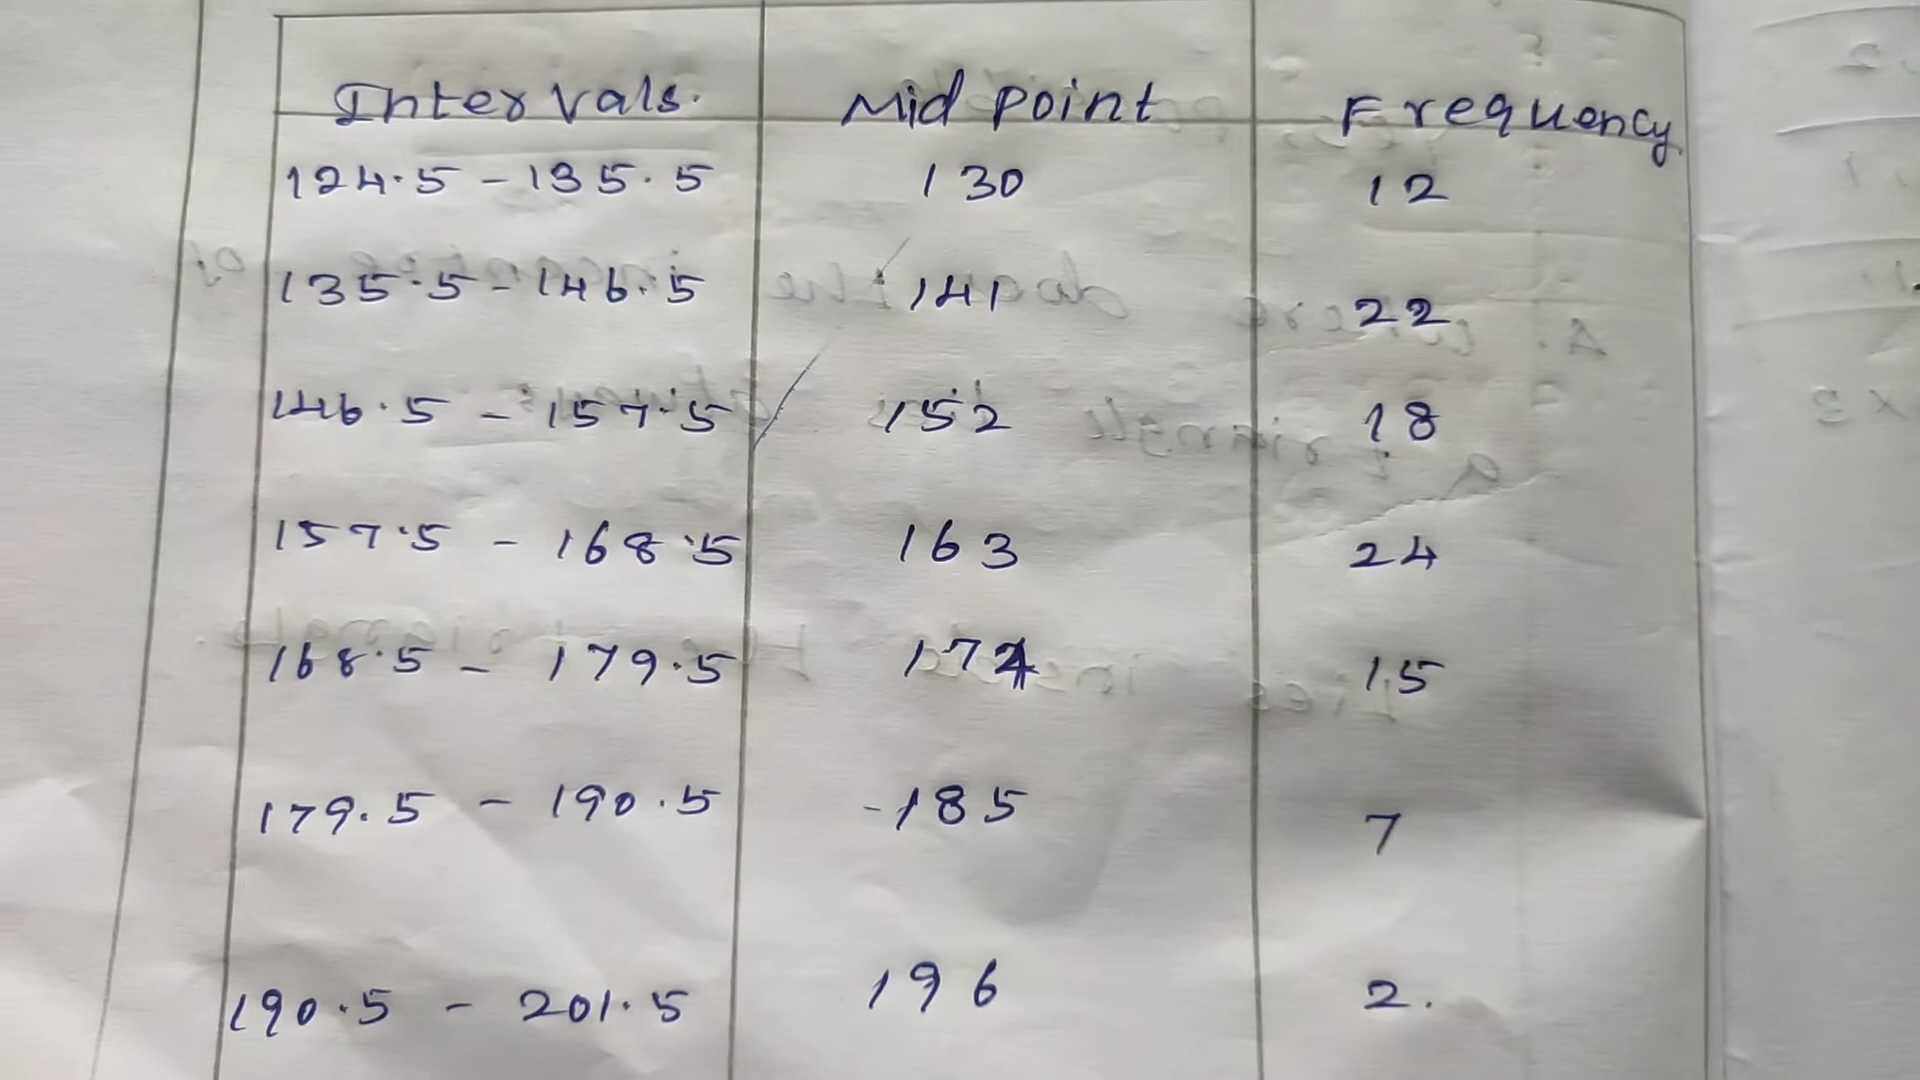 Intervals. Mid point Frequency
124.5 - 135.5 130 12
135.5 - 146.5 141 22
146.5 - 157.5 152 18
157.5 - 168.5 163 24
168.5 - 179.5 174 15
179.5 - 190.5 -185 7
190.5 - 201.5 196 2.